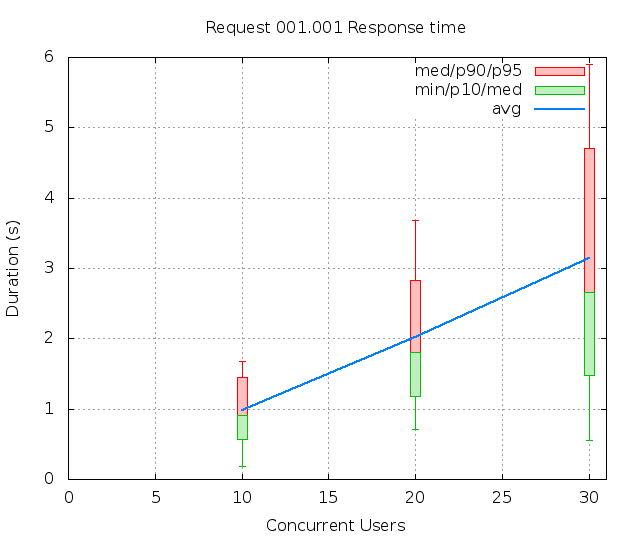 Request 001.001 Response time
6
5
4
3
2
1
0
Duration (s)
med/p90/p95
min/p10/med
avg
0 5 10 15 20 25 30
Concurrent Users